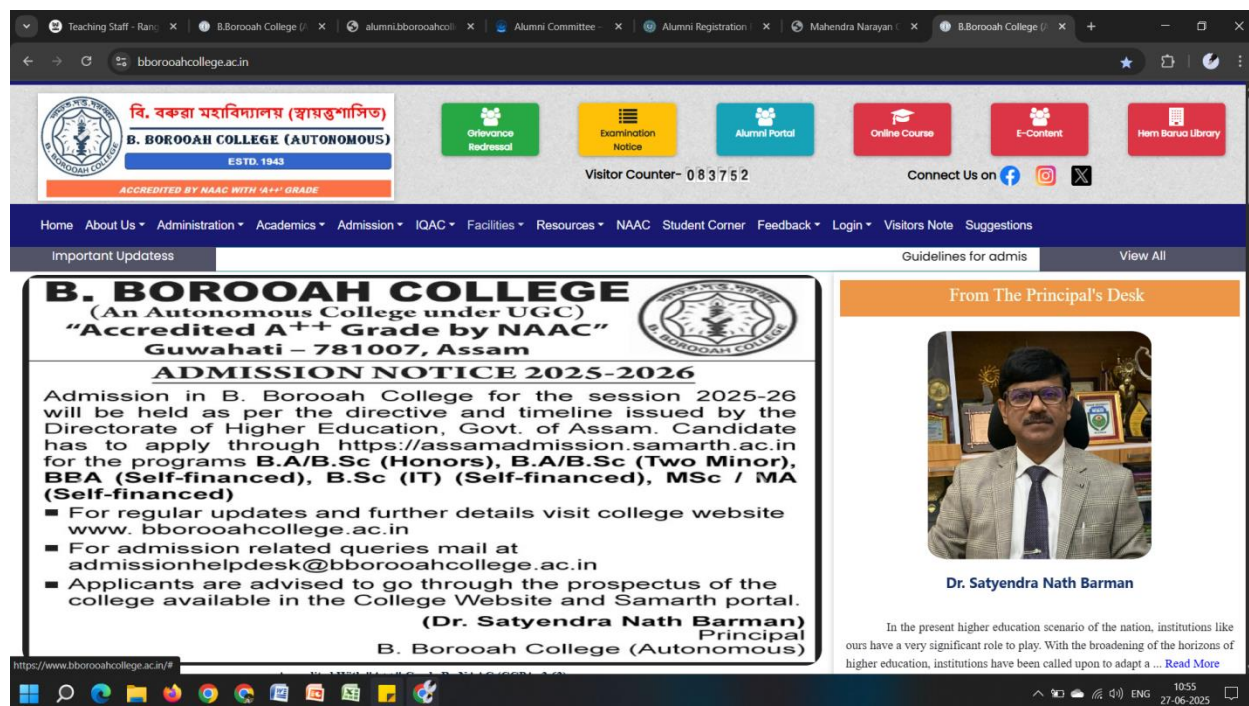 Teaching Staff - Rang
B.Borooah College (A
alumni.bborooahcoll
Alumni Committee –
Alumni Registration
Mahendra Narayan C
B.Borooah College (A
bborooahcollege.ac.in
বি. বৰুৱা মহাবিদ্যালয় (স্বায়ত্বশাসিত)
B. BOROOAH COLLEGE (AUTONOMOUS)
ESTD. 1943
ACCREDITED BY NAAC WITH 'A++' GRADE
B. BOROOAH COLLEGE
Grievance
Redressal
Examination
Notice
Alumni Portal
Online Course
E-Content
Hem Barua Library
Visitor Counter- 083752
Connect Us on
Home About Us Administration Academics Admission IQAC Facilities Resources NAAC Student Corner Feedback Login Visitors Note Suggestions
Important Updatess
Guidelines for admis
View All
B. BOROOAH COLLEGE
(An Autonomous College under UGC)
“Accredited A++ Grade by NAAC”
Guwahati – 781007, Assam
B. BOROOAH COLLEGE
ADMISSION NOTICE 2025-2026
Admission in B. Borooah College for the session 2025-26
will be held as per the directive and timeline issued by the
Directorate of Higher Education, Govt. of Assam. Candidate
has to apply through https://assamadmission.samarth.ac.in
for the programs B.A/B.Sc (Honors), B.A/B.Sc (Two Minor),
BBA (Self-financed), B.Sc (IT) (Self-financed), MSc / MA
(Self-financed)
▪ For regular updates and further details visit college website
www. bborooahcollege.ac.in
▪ For admission related queries mail at
admissionhelpdesk@bborooahcollege.ac.in
▪ Applicants are advised to go through the prospectus of the
college available in the College Website and Samarth portal.
(Dr. Satyendra Nath Barman)
Principal
B. Borooah College (Autonomous)
From The Principal's Desk
Dr. Satyendra Nath Barman
In the present higher education scenario of the nation, institutions like
ours have a very significant role to play. With the broadening of the horizons of
higher education, institutions have been called upon to adapt a ... Read More
https://www.bborooahcollege.ac.in/#
ENG
10:55
27-06-2025